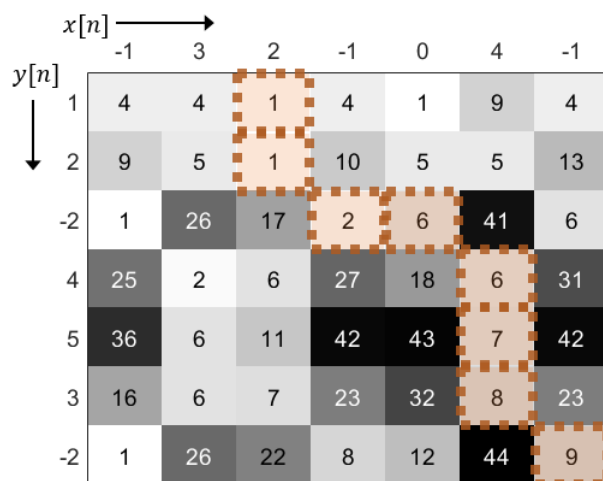 x[n]
-1 3 2 -1 0 4 -1
y[n]
1 4 4 1 4 1 9 4
2 9 5 1 10 5 5 13
-2 1 26 17 2 6 41 6
4 25 2 6 27 18 6 31
5 36 6 11 42 43 7 42
3 16 6 7 23 32 8 23
-2 1 26 22 8 12 44 9